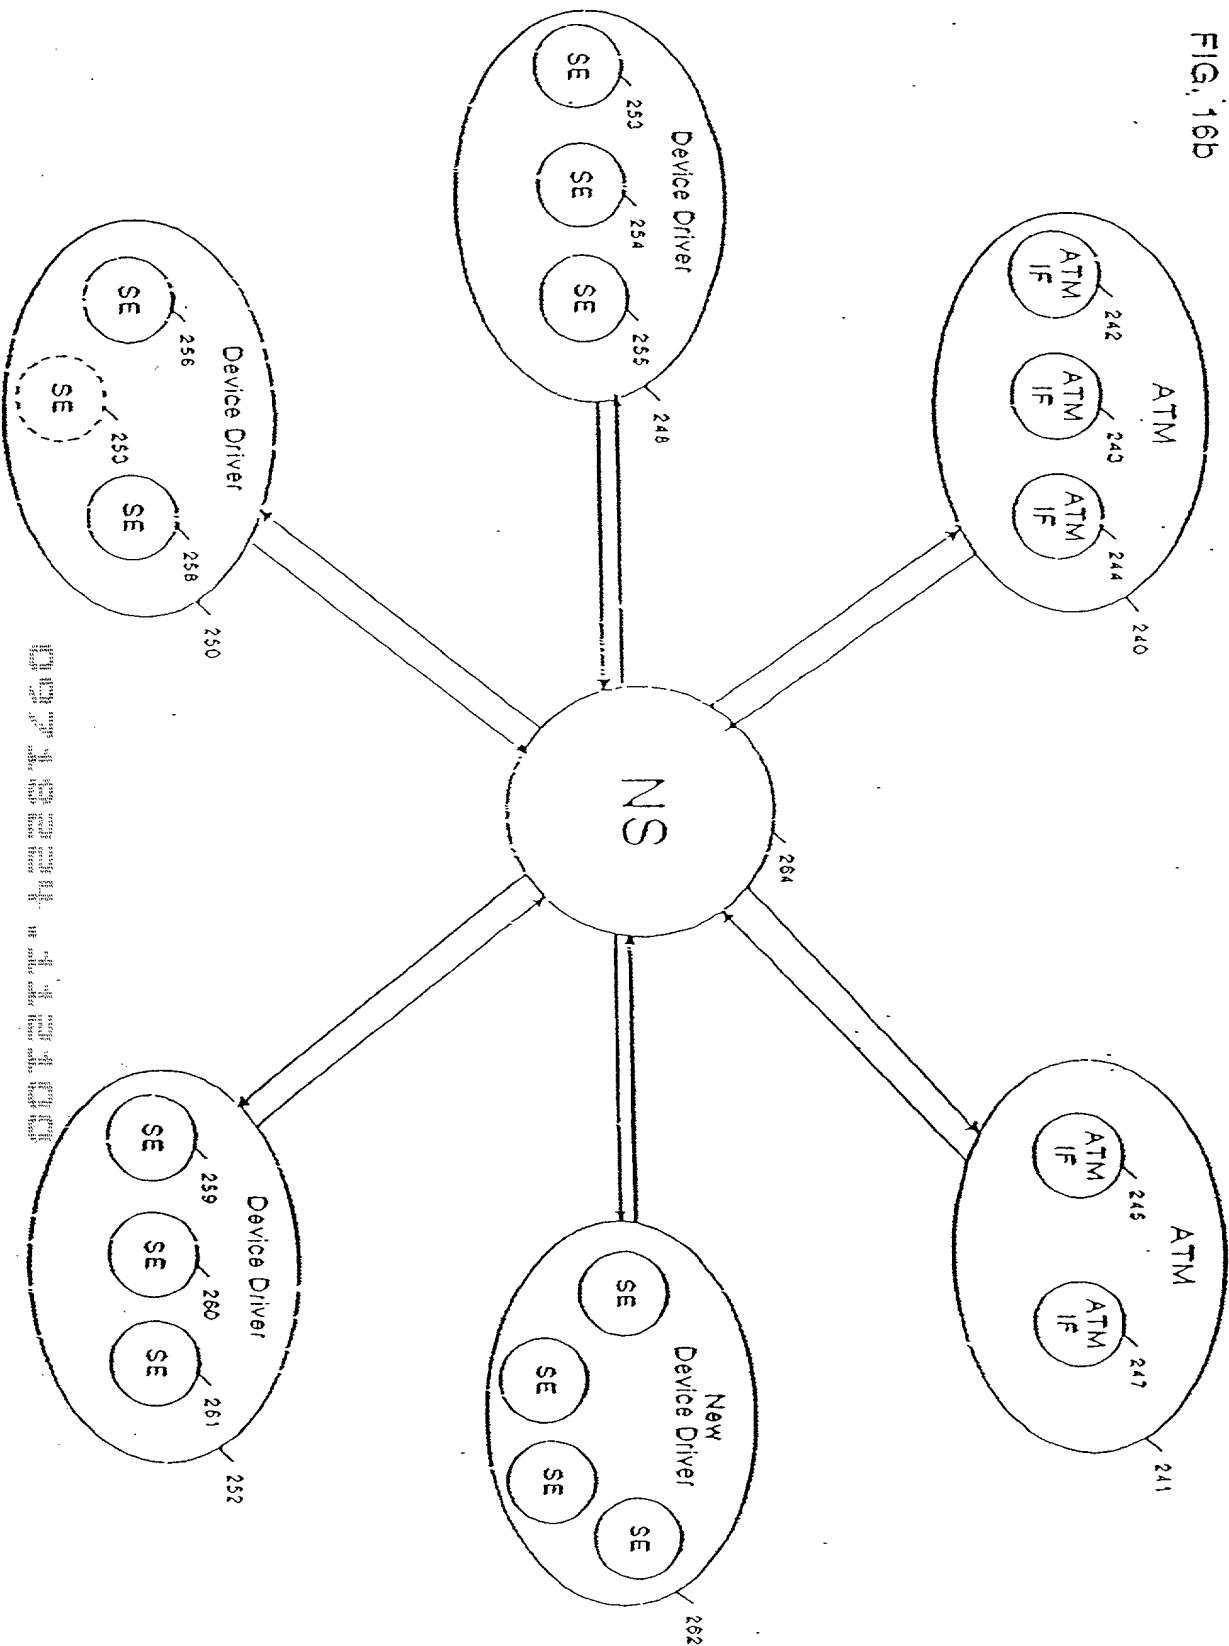 FIG. 16b
ATM
240
ATM IF
242
ATM IF
243
ATM IF
244
ATM
241
ATM IF
245
ATM IF
247
Device Driver
248
SE
253
SE
254
SE
255
NS
264
New
Device Driver
262
SE
SE
SE
SE
Device Driver
250
SE
256
SE
253
SE
258
Device Driver
252
SE
259
SE
260
SE
261
09718224 . 112100